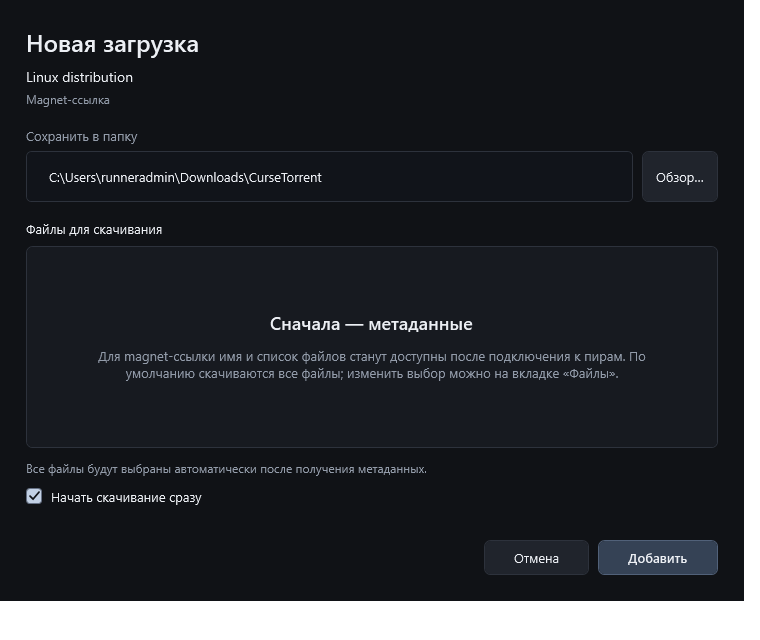 Новая загрузка
Linux distribution
Magnet-ссылка
Сохранить в папку
C:\Users\runneradmin\Downloads\CurseTorrent
Обзор...
Файлы для скачивания
Сначала — метаданные
Для magnet-ссылки имя и список файлов станут доступны после подключения к пирам. По
умолчанию скачиваются все файлы; изменить выбор можно на вкладке «Файлы».
Все файлы будут выбраны автоматически после получения метаданных.
Начать скачивание сразу
Отмена
Добавить